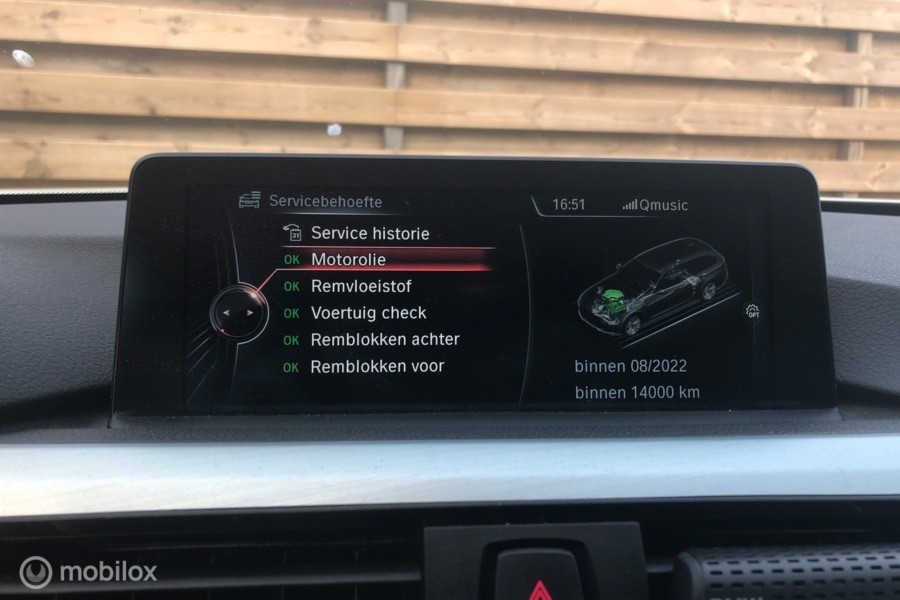 Servicebehoefte
16:51 Qmusic
31 Service historie
OK Motorolie
OK Remvloeistof
OK Voertuig check
OK Remblokken achter
OK Remblokken voor
OPT
binnen 08/2022
binnen 14000 km
mobilox